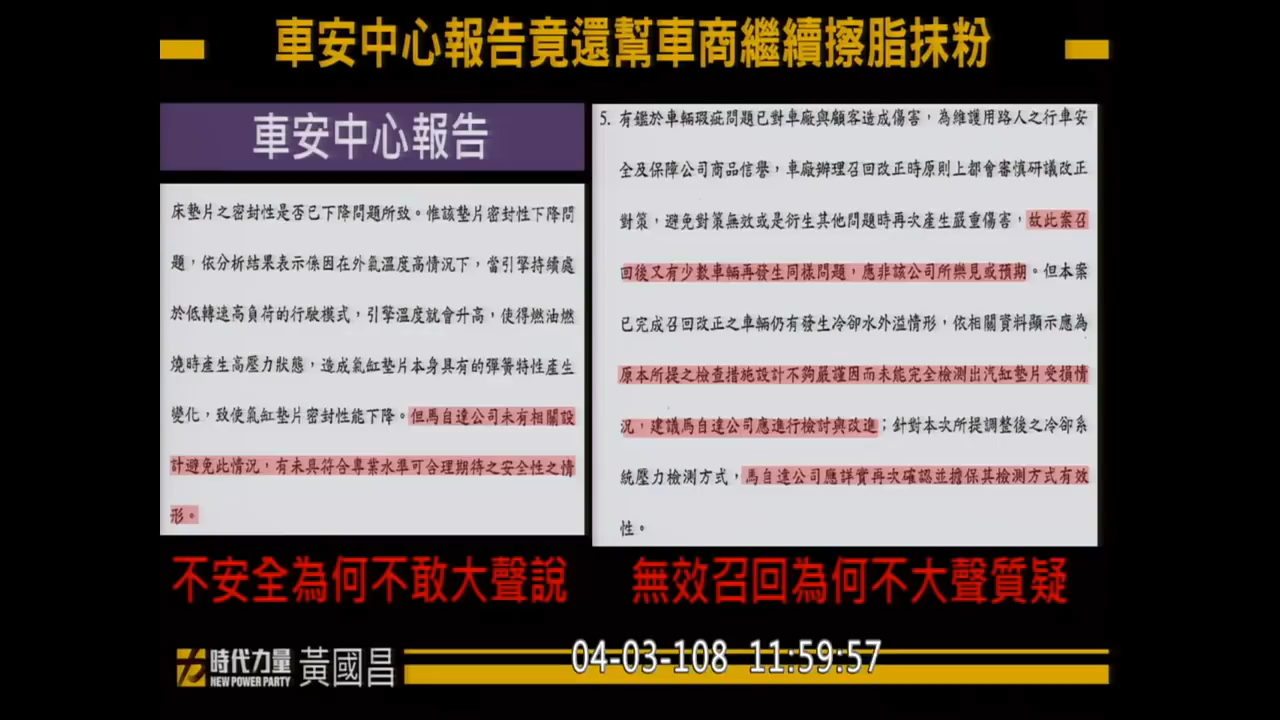 車安中心報告竟還幫車商繼續擦脂抹粉
車安中心報告
床墊片之密封性是否已下降問題所致。惟該墊片密封性下降問
題，依分析結果表示係因在外氣溫度高情況下，當引擎持續處
於低轉速高負荷的行駛模式，引擎溫度就會升高，使得燃油燃
燒時產生高壓力狀態，造成氣缸墊片本身具有的彈簧特性產生
變化，致使氣缸墊片密封性能下降。但馬自達公司未有相關設
計避免此情況，有未具符合專業水準可合理期待之安全性之情
形。
不安全為何不敢大聲說
5. 有鑑於車輛瑕疵問題已對車廠與顧客造成傷害，為維護用路人之行車安
全及保障公司商品信譽，車廠辦理召回改正時原則上都會審慎研議改正
對策，避免對策無效或是衍生其他問題時再次產生嚴重傷害，故此案召
回後又有少數車輛再發生同樣問題，應非該公司所樂見或預期。但本案
已完成召回改正之車輛仍有發生冷卻水外溢情形，依相關資料顯示應為
原本所提之檢查措施設計不夠嚴謹因而未能完全檢測出汽缸墊片受損情
況，建議馬自達公司應進行檢討與改進；針對本次所提調整後之冷卻系
統壓力檢測方式，馬自達公司應詳實再次確認並擔保其檢測方式有效
性。
無效召回為何不大聲質疑
力 時代力量 黃國昌
NEW POWER PARTY
04-03-108 11:59:57